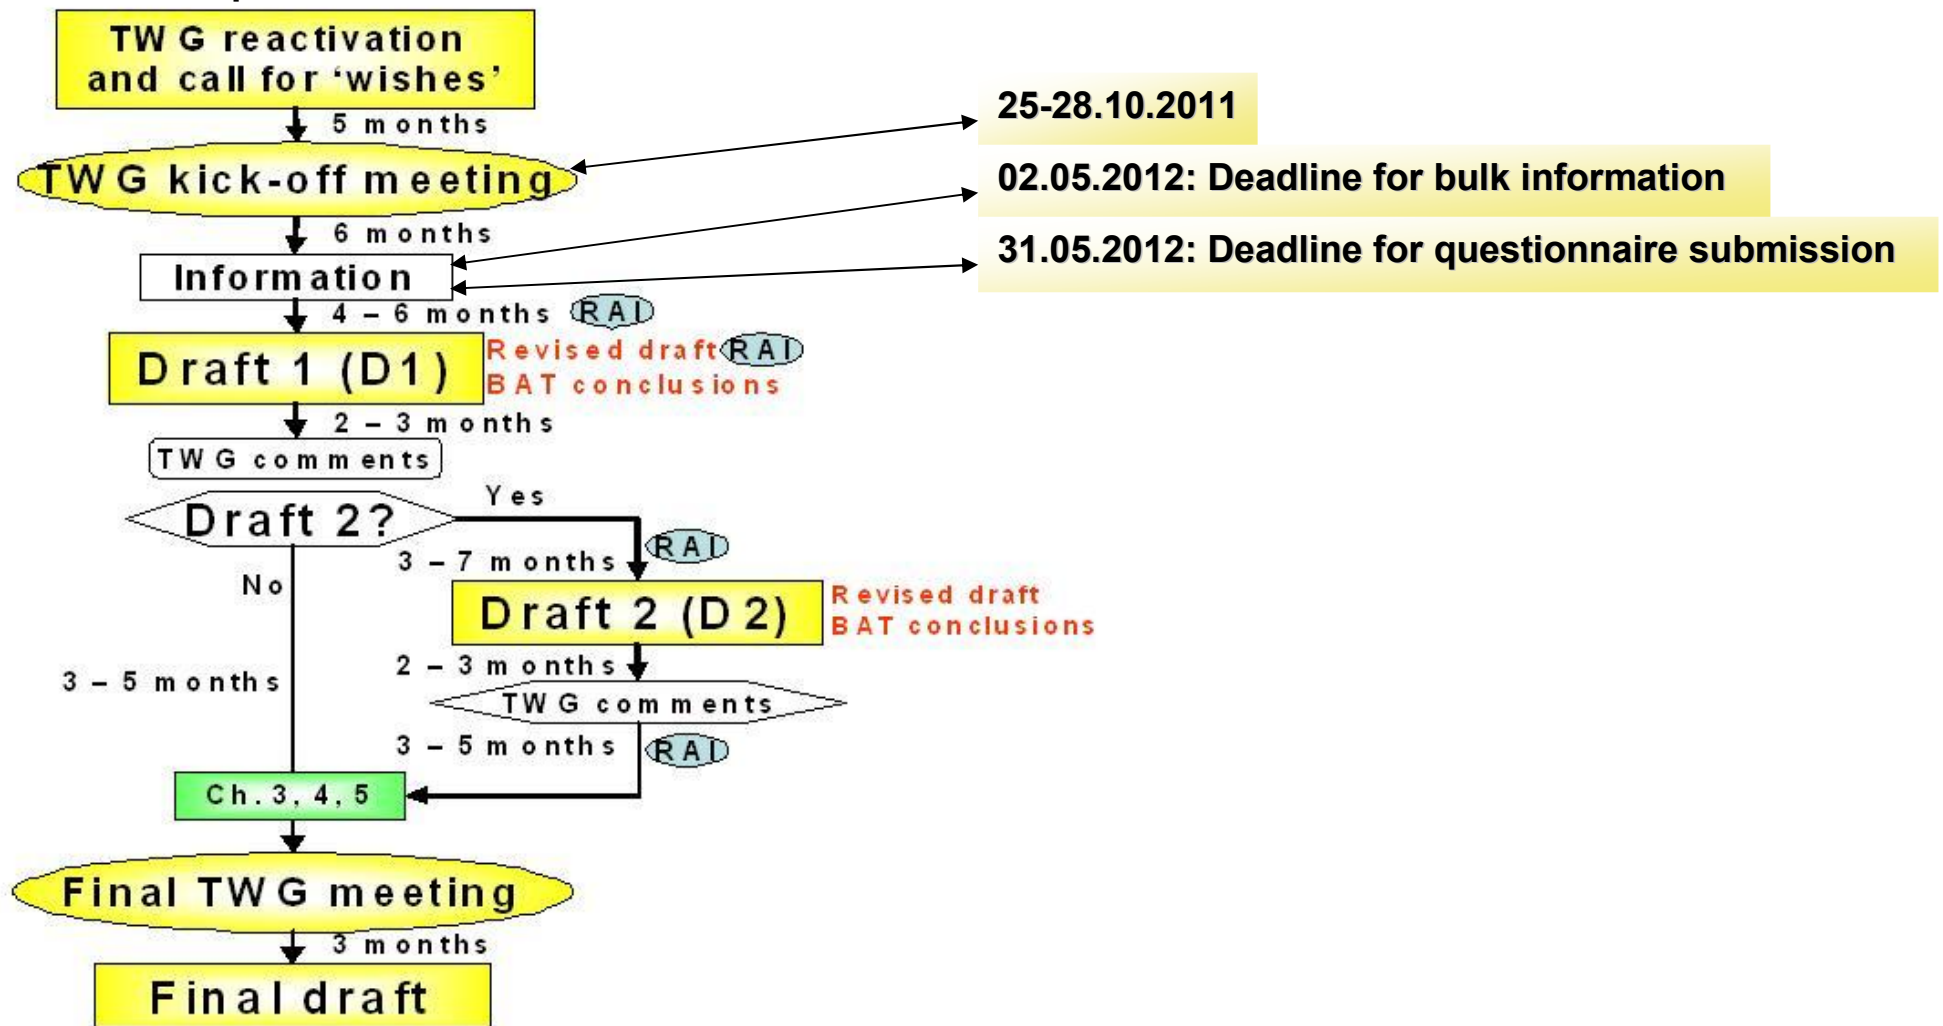 TWG reactivation
and call for ‘wishes’
5 months
25-28.10.2011
TWG kick-off meeting
02.05.2012: Deadline for bulk information
6 months
31.05.2012: Deadline for questionnaire submission
Information
4 – 6 months RAI
Draft 1 (D1)
Revised draft RAI
BAT conclusions
2 – 3 months
TWG comments
Draft 2?
Yes
No
3 – 7 months
RAI
Draft 2 (D2)
Revised draft
BAT conclusions
2 – 3 months
3 – 5 months
TWG comments
3 – 5 months
RAI
Ch. 3, 4, 5
Final TWG meeting
3 months
Final draft